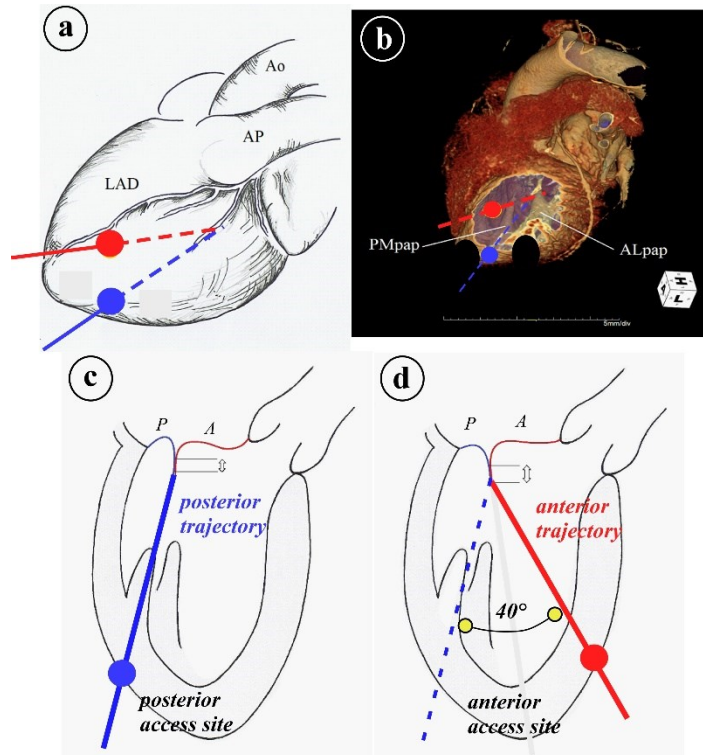 a
Ao
AP
LAD
b
PMpap
ALpap
5mm/div
H
L
c
P
A
posterior
trajectory
posterior
access site
d
P
A
anterior
trajectory
40°
anterior
access site